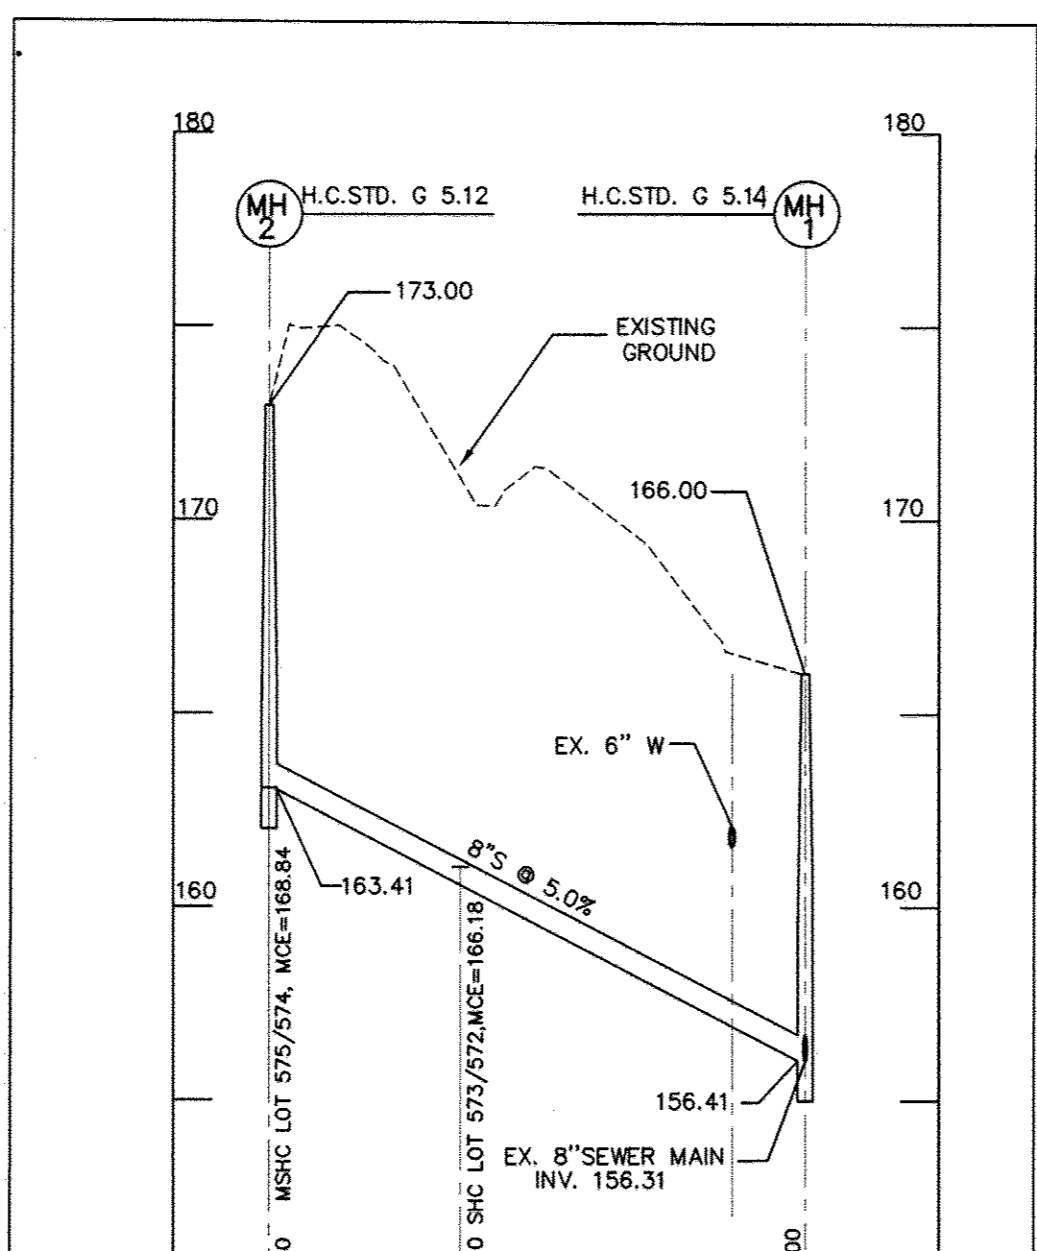 180
180
MH
2
H.C.STD. G 5.12
H.C.STD. G 5.14
MH
1
173.00
EXISTING
GROUND
170
166.00
170
EX. 6" W
8"S @ 5.0%
160
163.41
160
MSHC LOT 575/574, MCE=168.84
SHC LOT 573/572,MCE=166.18
156.41
EX. 8"SEWER MAIN
INV. 156.31